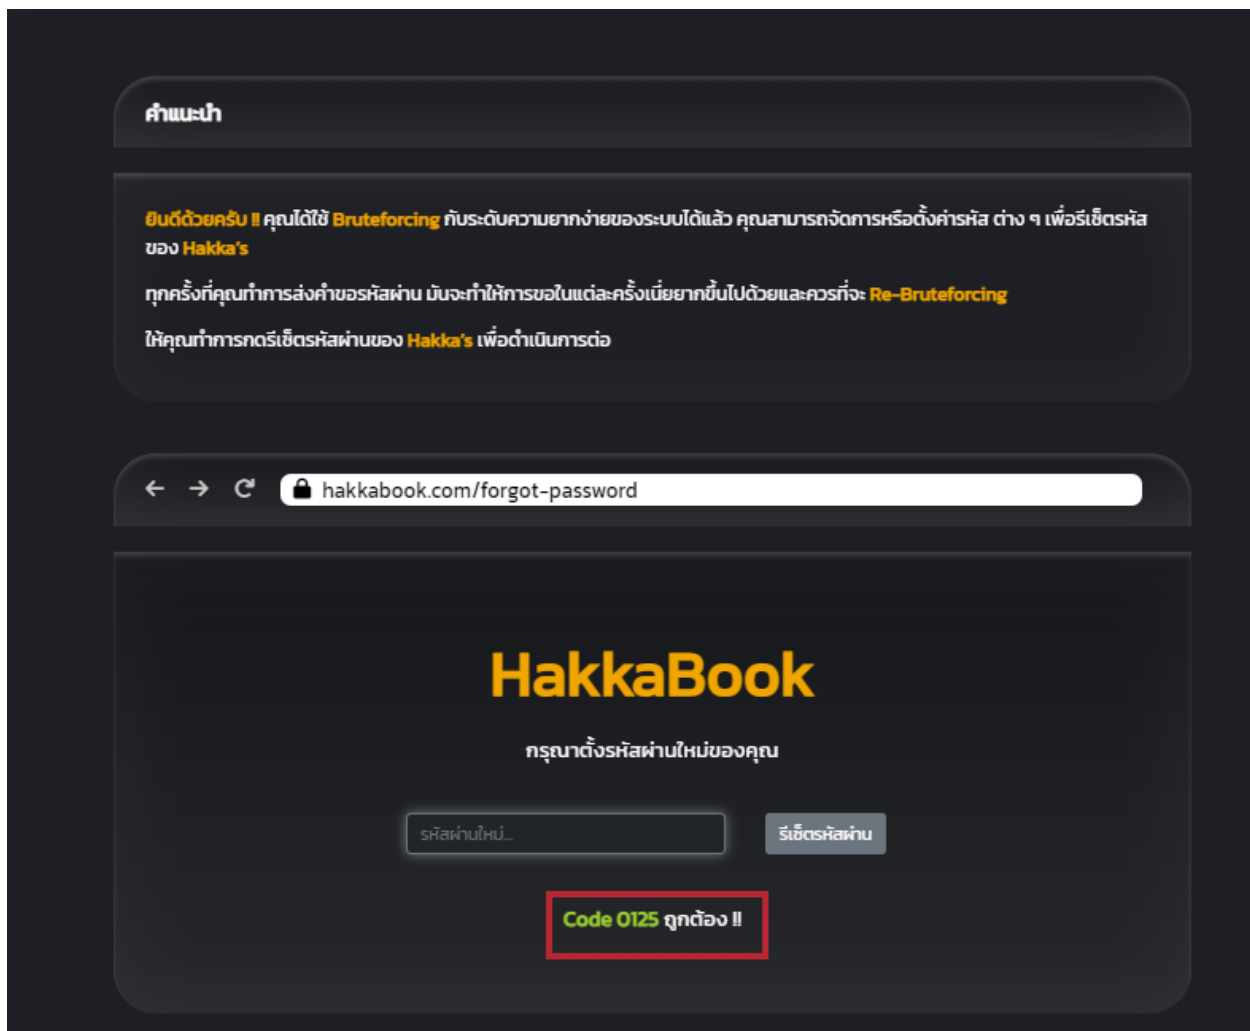 คำแนะนำ
ยินดีด้วยครับ !! คุณได้ใช้ Bruteforcing กับระดับความยากง่ายของระบบได้แล้ว คุณสามารถจัดการหรือตั้งค่ารหัส ต่าง ๆ เพื่อรีเซ็ตรหัส
ของ Hakka's
ทุกครั้งที่คุณทำการส่งคำขอรหัสผ่าน มันจะทำให้การขอในแต่ละครั้งเนี่ยยากขึ้นไปด้วยและควรที่จะ Re-Bruteforcing
ให้คุณทำการกดรีเซ็ตรหัสผ่านของ Hakka's เพื่อดำเนินการต่อ
hakkabook.com/forgot-password
HakkaBook
กรุณาตั้งรหัสผ่านใหม่ของคุณ
รหัสผ่านใหม่... รีเซ็ตรหัสผ่าน
Code 0125 ถูกต้อง !!